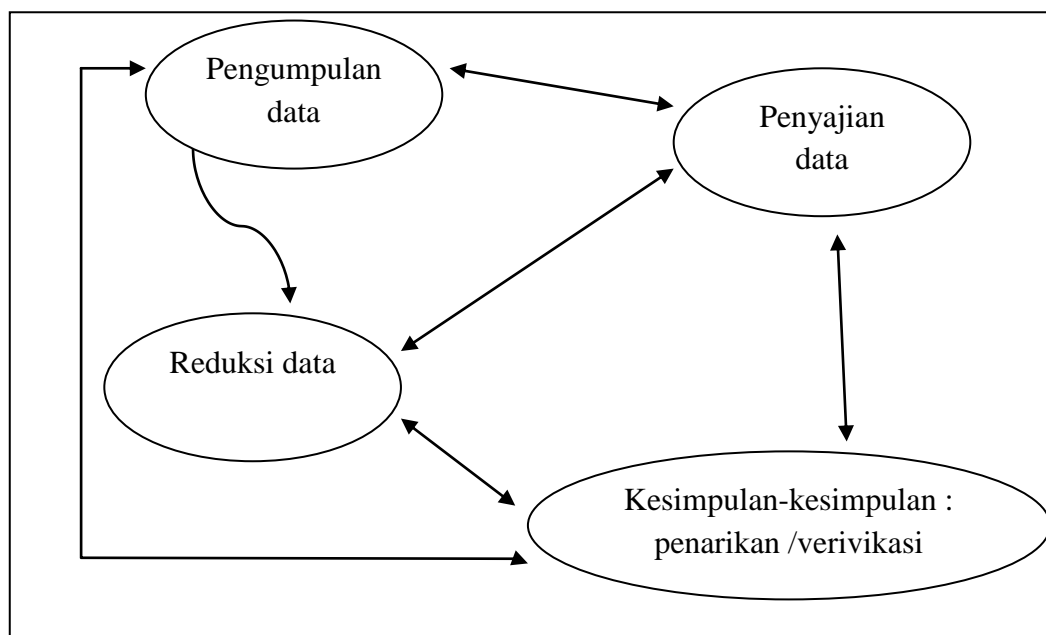 Pengumpulan
data
Penyajian
data
Reduksi data
Kesimpulan-kesimpulan :
penarikan /verivikasi